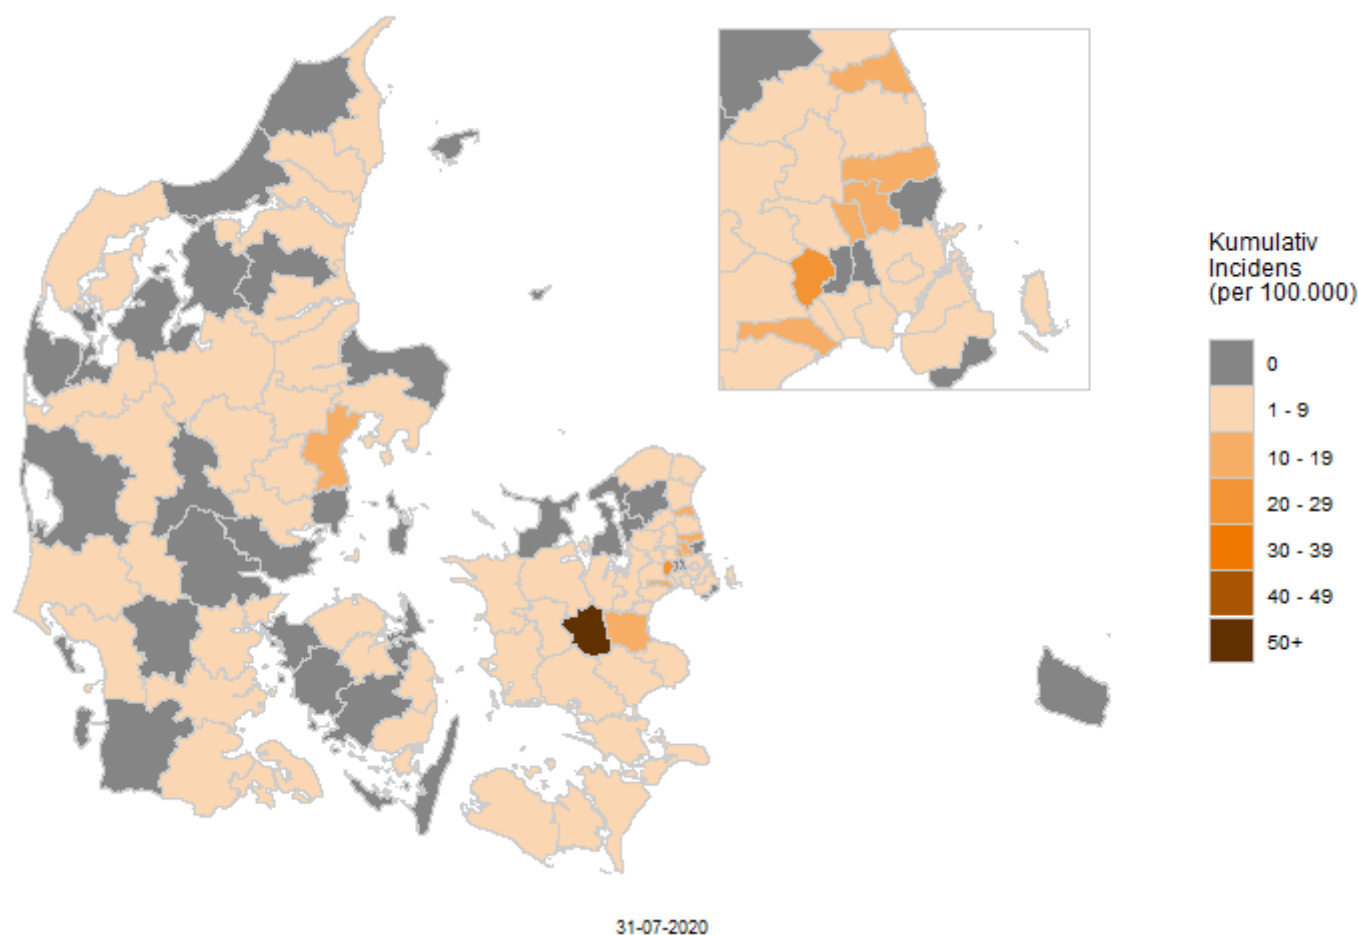 Kumulativ
Incidens
(per 100.000)
0
1 - 9
10 - 19
20 - 29
30 - 39
40 - 49
50+
31-07-2020